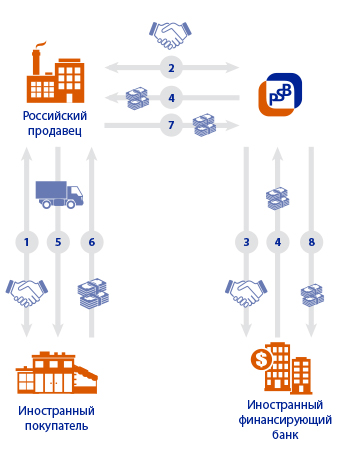 2
4
7
PSB
Российский
продавец
1
5
6
3
4
8
Иностранный
покупатель
Иностранный
финансирующий
банк